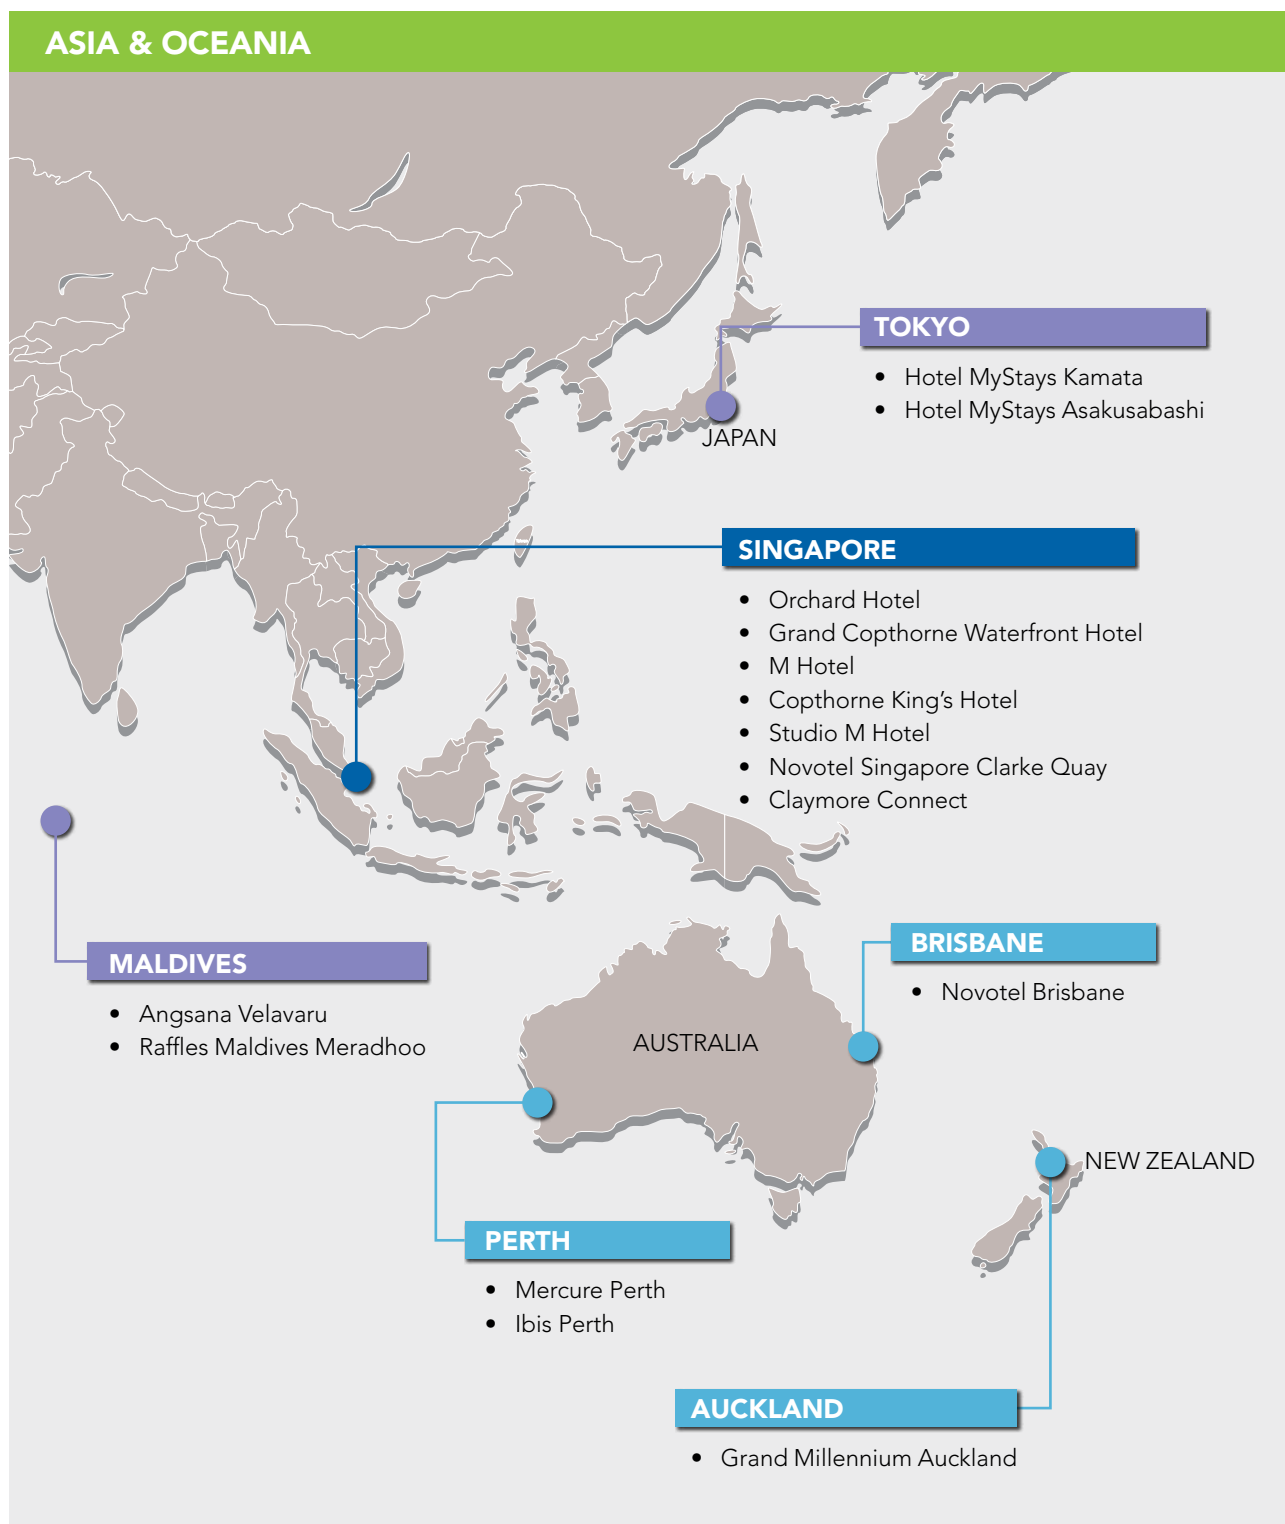 ASIA & OCEANIA
TOKYO
• Hotel MyStays Kamata
• Hotel MyStays Asakusabashi
JAPAN
SINGAPORE
• Orchard Hotel
• Grand Copthorne Waterfront Hotel
• M Hotel
• Copthorne King’s Hotel
• Studio M Hotel
• Novotel Singapore Clarke Quay
• Claymore Connect
MALDIVES
• Angsana Velavaru
• Raffles Maldives Meradhoo
BRISBANE
• Novotel Brisbane
AUSTRALIA
NEW ZEALAND
PERTH
• Mercure Perth
• Ibis Perth
AUCKLAND
• Grand Millennium Auckland